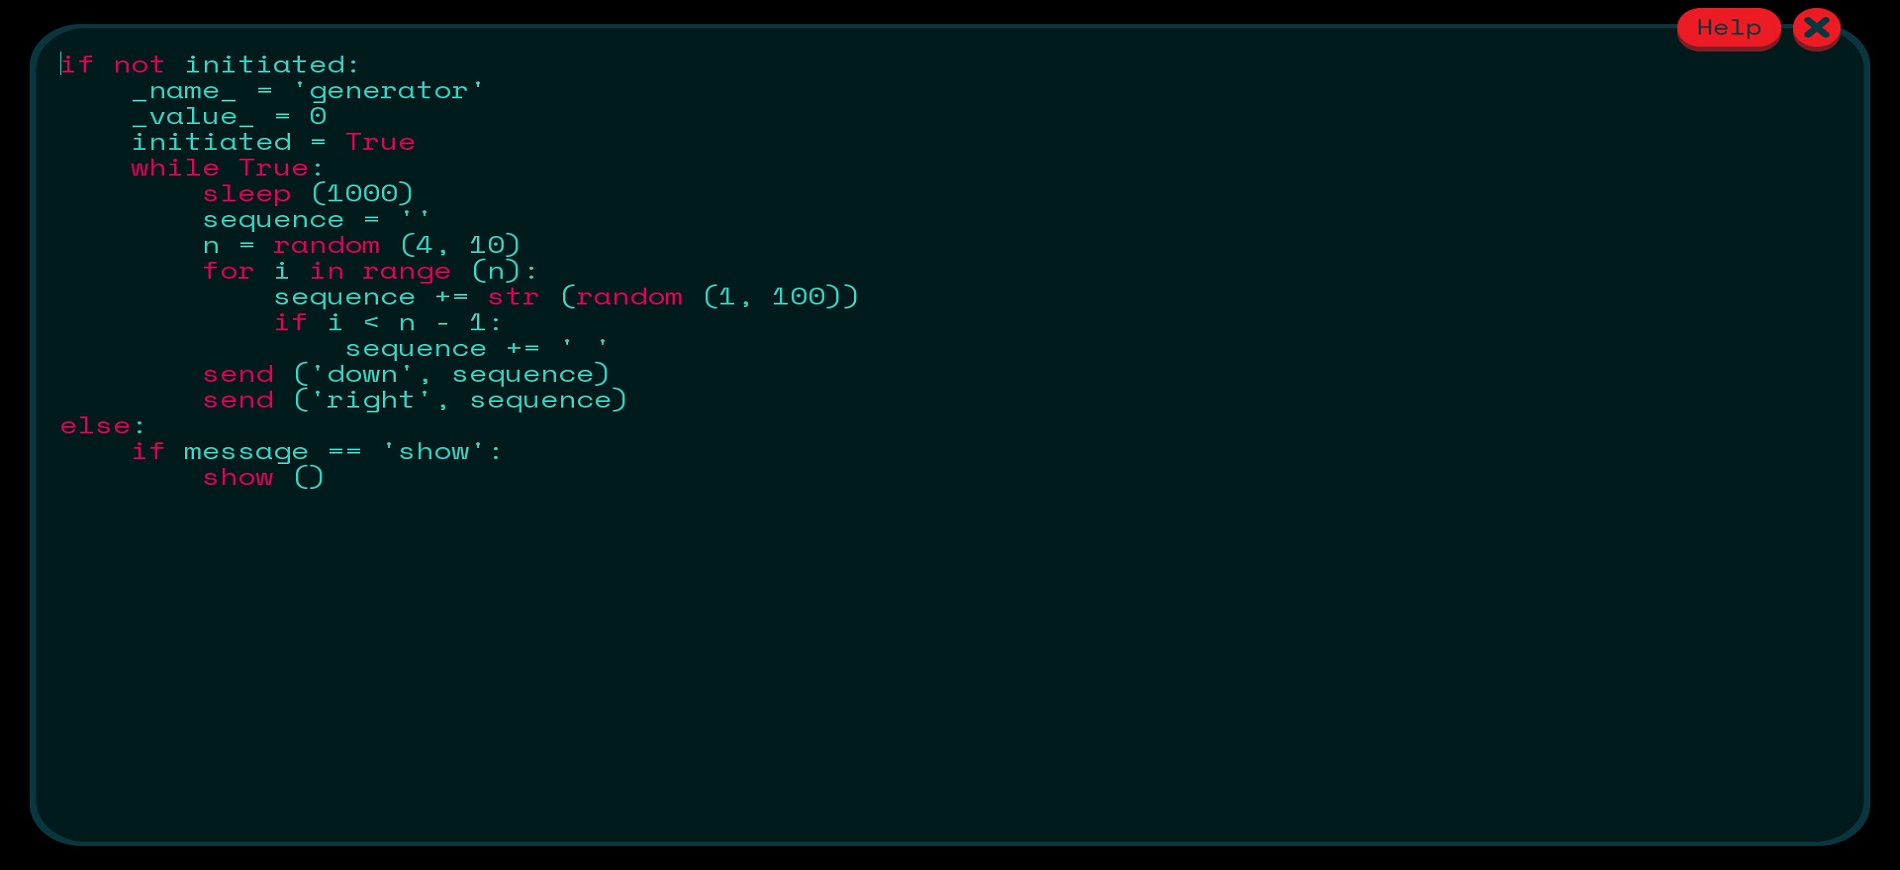 Help
if not initiated:
    _name_ = 'generator'
    _value_ = 0
    initiated = True
    while True:
        sleep (1000)
        sequence = ''
        n = random (4, 10)
        for i in range (n):
            sequence += str (random (1, 100))
            if i < n - 1:
                sequence += ' '
        send ('down', sequence)
        send ('right', sequence)
else:
    if message == 'show':
        show ()